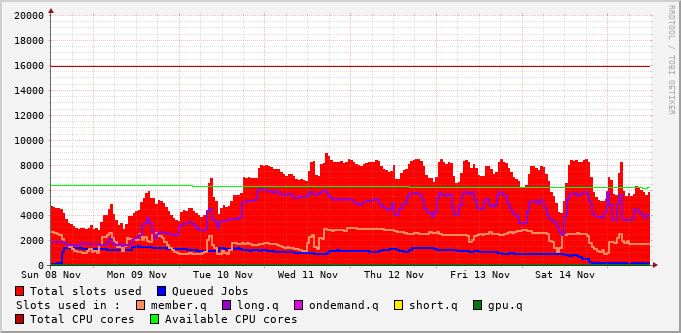 20000
18000
16000
14000
12000
10000
8000
6000
4000
2000
0
Sun 08 Nov Mon 09 Nov Tue 10 Nov Wed 11 Nov Thu 12 Nov Fri 13 Nov Sat 14 Nov
Total slots used Queued Jobs
Slots used in : member.q long.q ondemand.q short.q gpu.q
Total CPU cores Available CPU cores
RRDTOOL / TOBI OETIKER